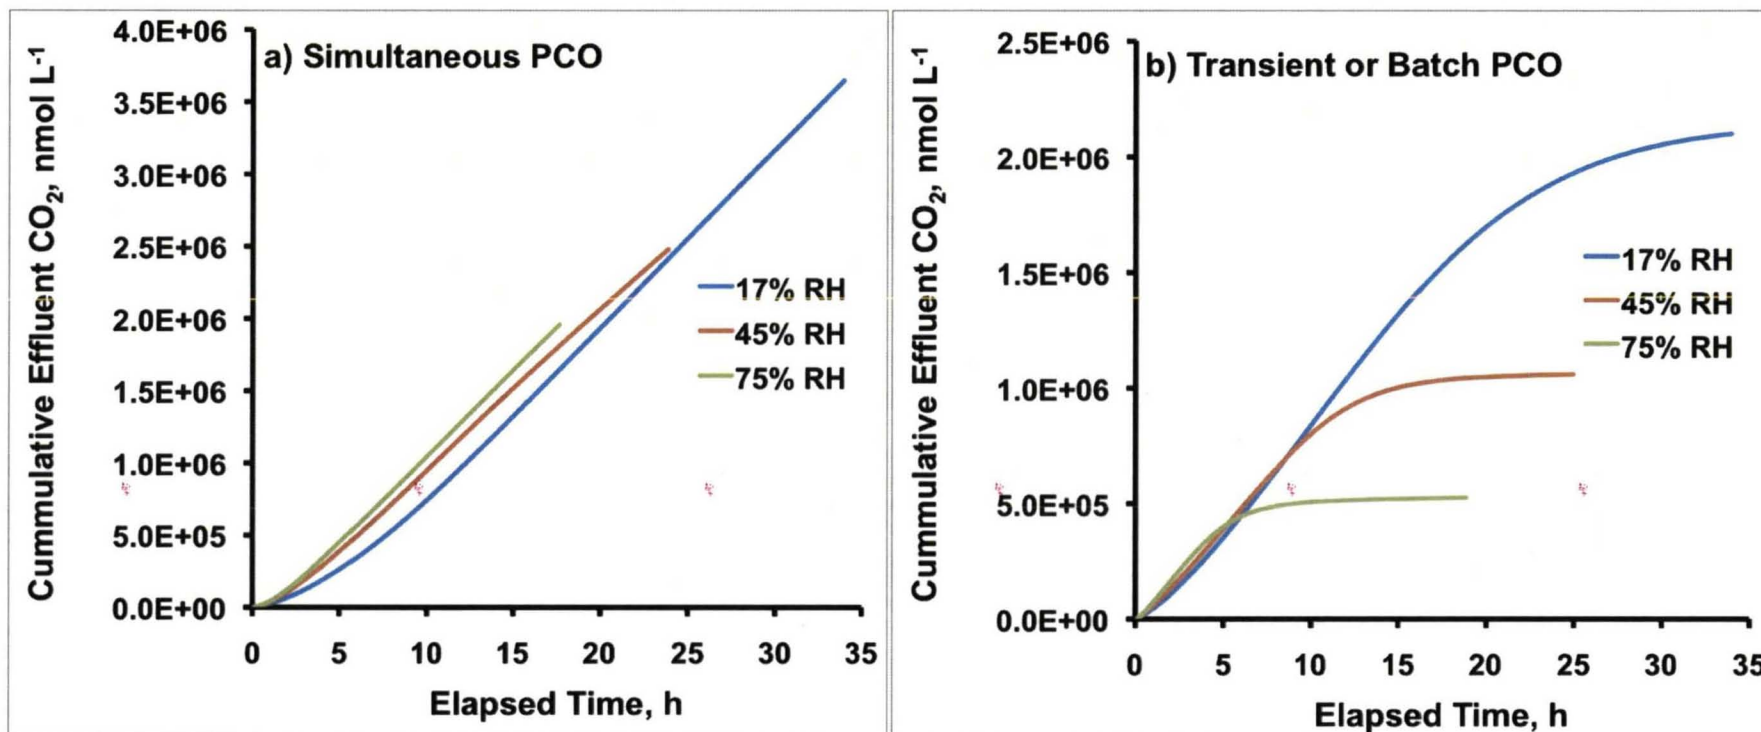 a) Simultaneous PCO
Cummulative Effluent CO₂, nmol L⁻¹
4.0E+06
3.5E+06
3.0E+06
2.5E+06
2.0E+06
1.5E+06
1.0E+06
5.0E+05
0.0E+00
17% RH
45% RH
75% RH
0 5 10 15 20 25 30 35
Elapsed Time, h
b) Transient or Batch PCO
Cummulative Effluent CO₂, nmol L⁻¹
2.5E+06
2.0E+06
1.5E+06
1.0E+06
5.0E+05
0.0E+00
17% RH
45% RH
75% RH
0 5 10 15 20 25 30 35
Elapsed Time, h